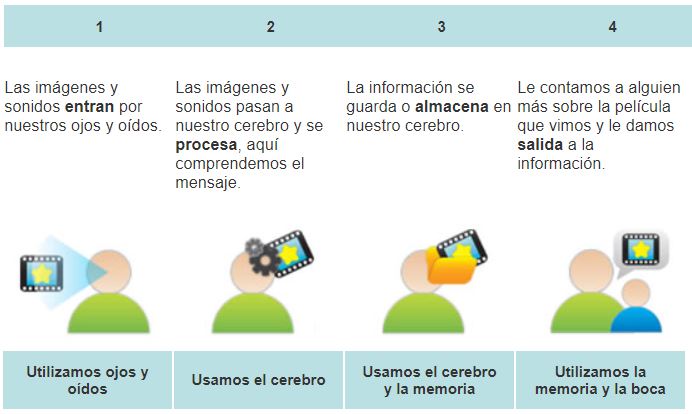 1
2
3
4
Las imágenes y
sonidos entran por
nuestros ojos y oídos.
Las imágenes y
sonidos pasan a
nuestro cerebro y se
procesa, aquí
comprendemos el
mensaje.
La información se
guarda o almacena en
nuestro cerebro.
Le contamos a alguien
más sobre la película
que vimos y le damos
salida a la
información.
Utilizamos ojos y
oídos
Usamos el cerebro
Usamos el cerebro
y la memoria
Utilizamos la
memoria y la boca